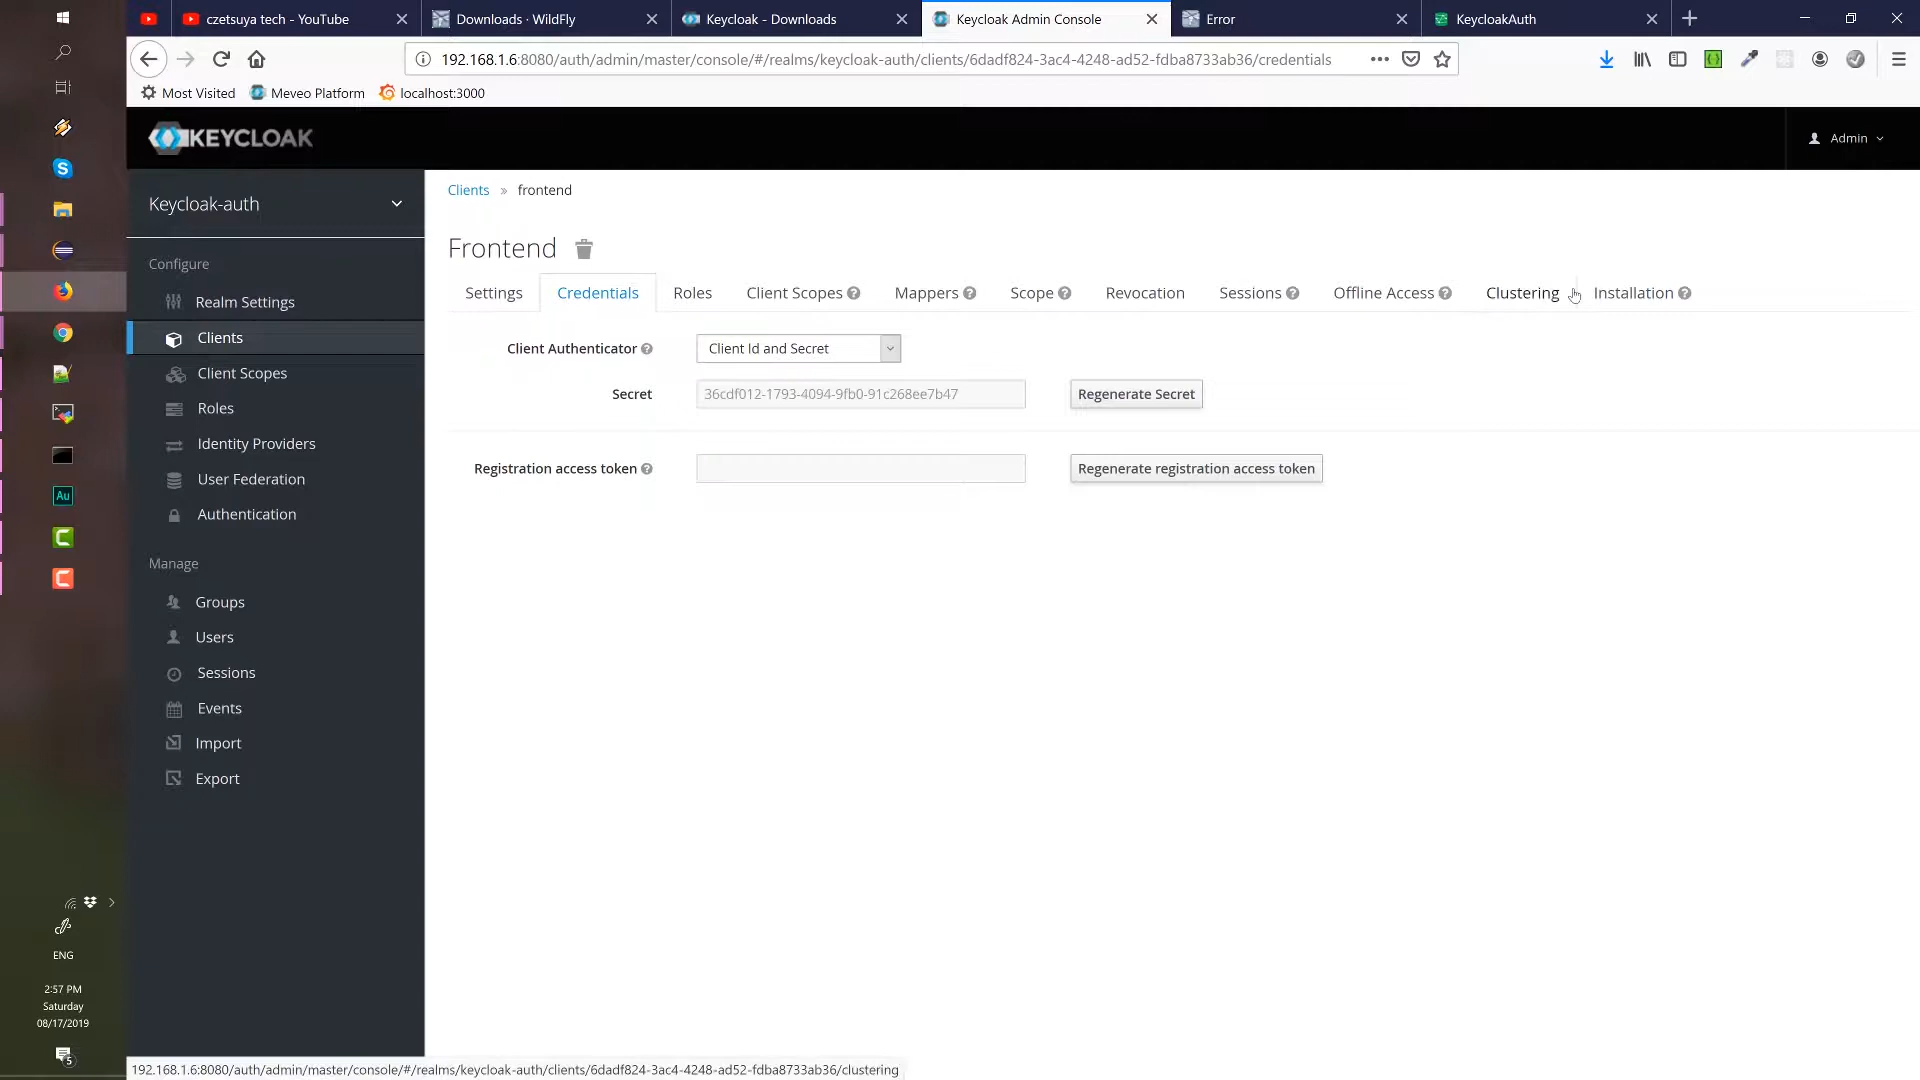 czetsuya tech - YouTube
Downloads · WildFly
Keycloak - Downloads
Keycloak Admin Console
Error
KeycloakAuth
192.168.1.6:8080/auth/admin/master/console/#/realms/keycloak-auth/clients/6dadf824-3ac4-4248-ad52-fdba8733ab36/credentials
Most Visited
Meveo Platform
localhost:3000
KEYCLOAK
Admin
Keycloak-auth
Configure
Realm Settings
Clients
Client Scopes
Roles
Identity Providers
User Federation
Authentication
Manage
Groups
Users
Sessions
Events
Import
Export
Clients » frontend
Frontend
Settings
Credentials
Roles
Client Scopes
Mappers
Scope
Revocation
Sessions
Offline Access
Clustering
Installation
Client Authenticator
Client Id and Secret
Secret
36cdf012-1793-4094-9fb0-91c268ee7b47
Regenerate Secret
Registration access token
Regenerate registration access token
Au
ENG
2:57 PM
Saturday
08/17/2019
5
192.168.1.6:8080/auth/admin/master/console/#/realms/keycloak-auth/clients/6dadf824-3ac4-4248-ad52-fdba8733ab36/clustering